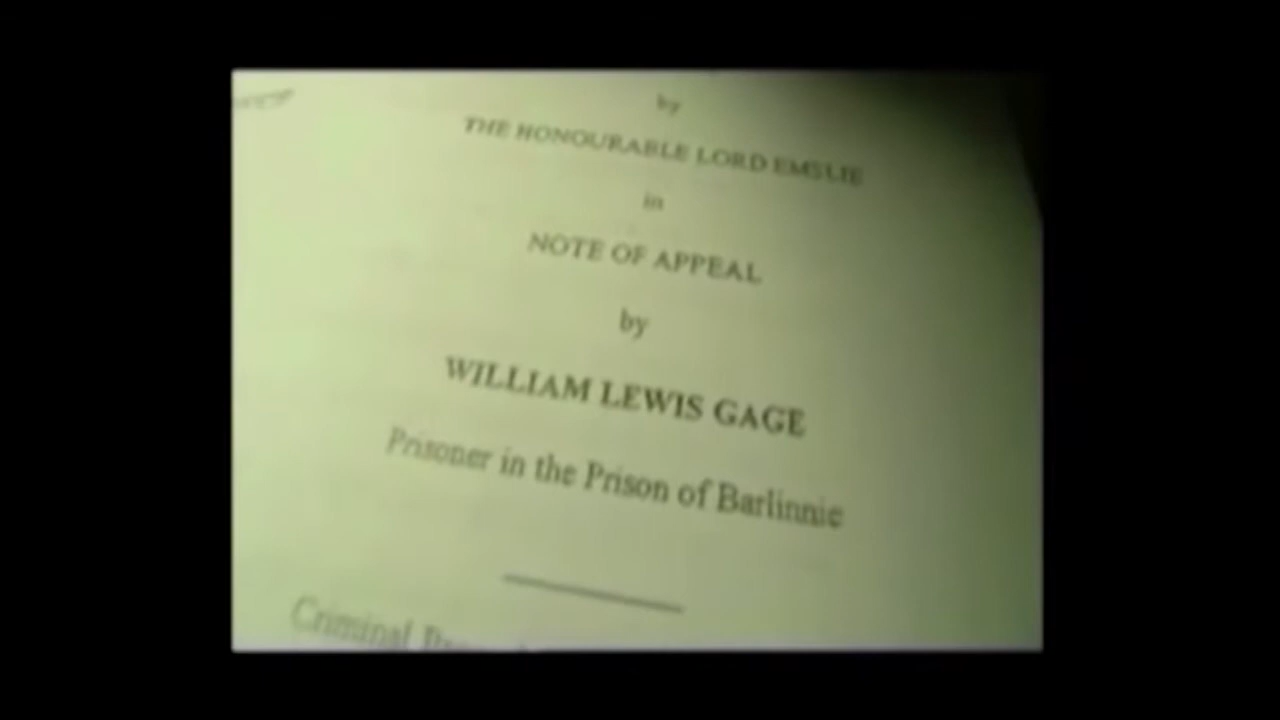 by
THE HONOURABLE LORD EMSLIE
in
NOTE OF APPEAL
by
WILLIAM LEWIS GAGE
Prisoner in the Prison of Barlinnie
Criminal